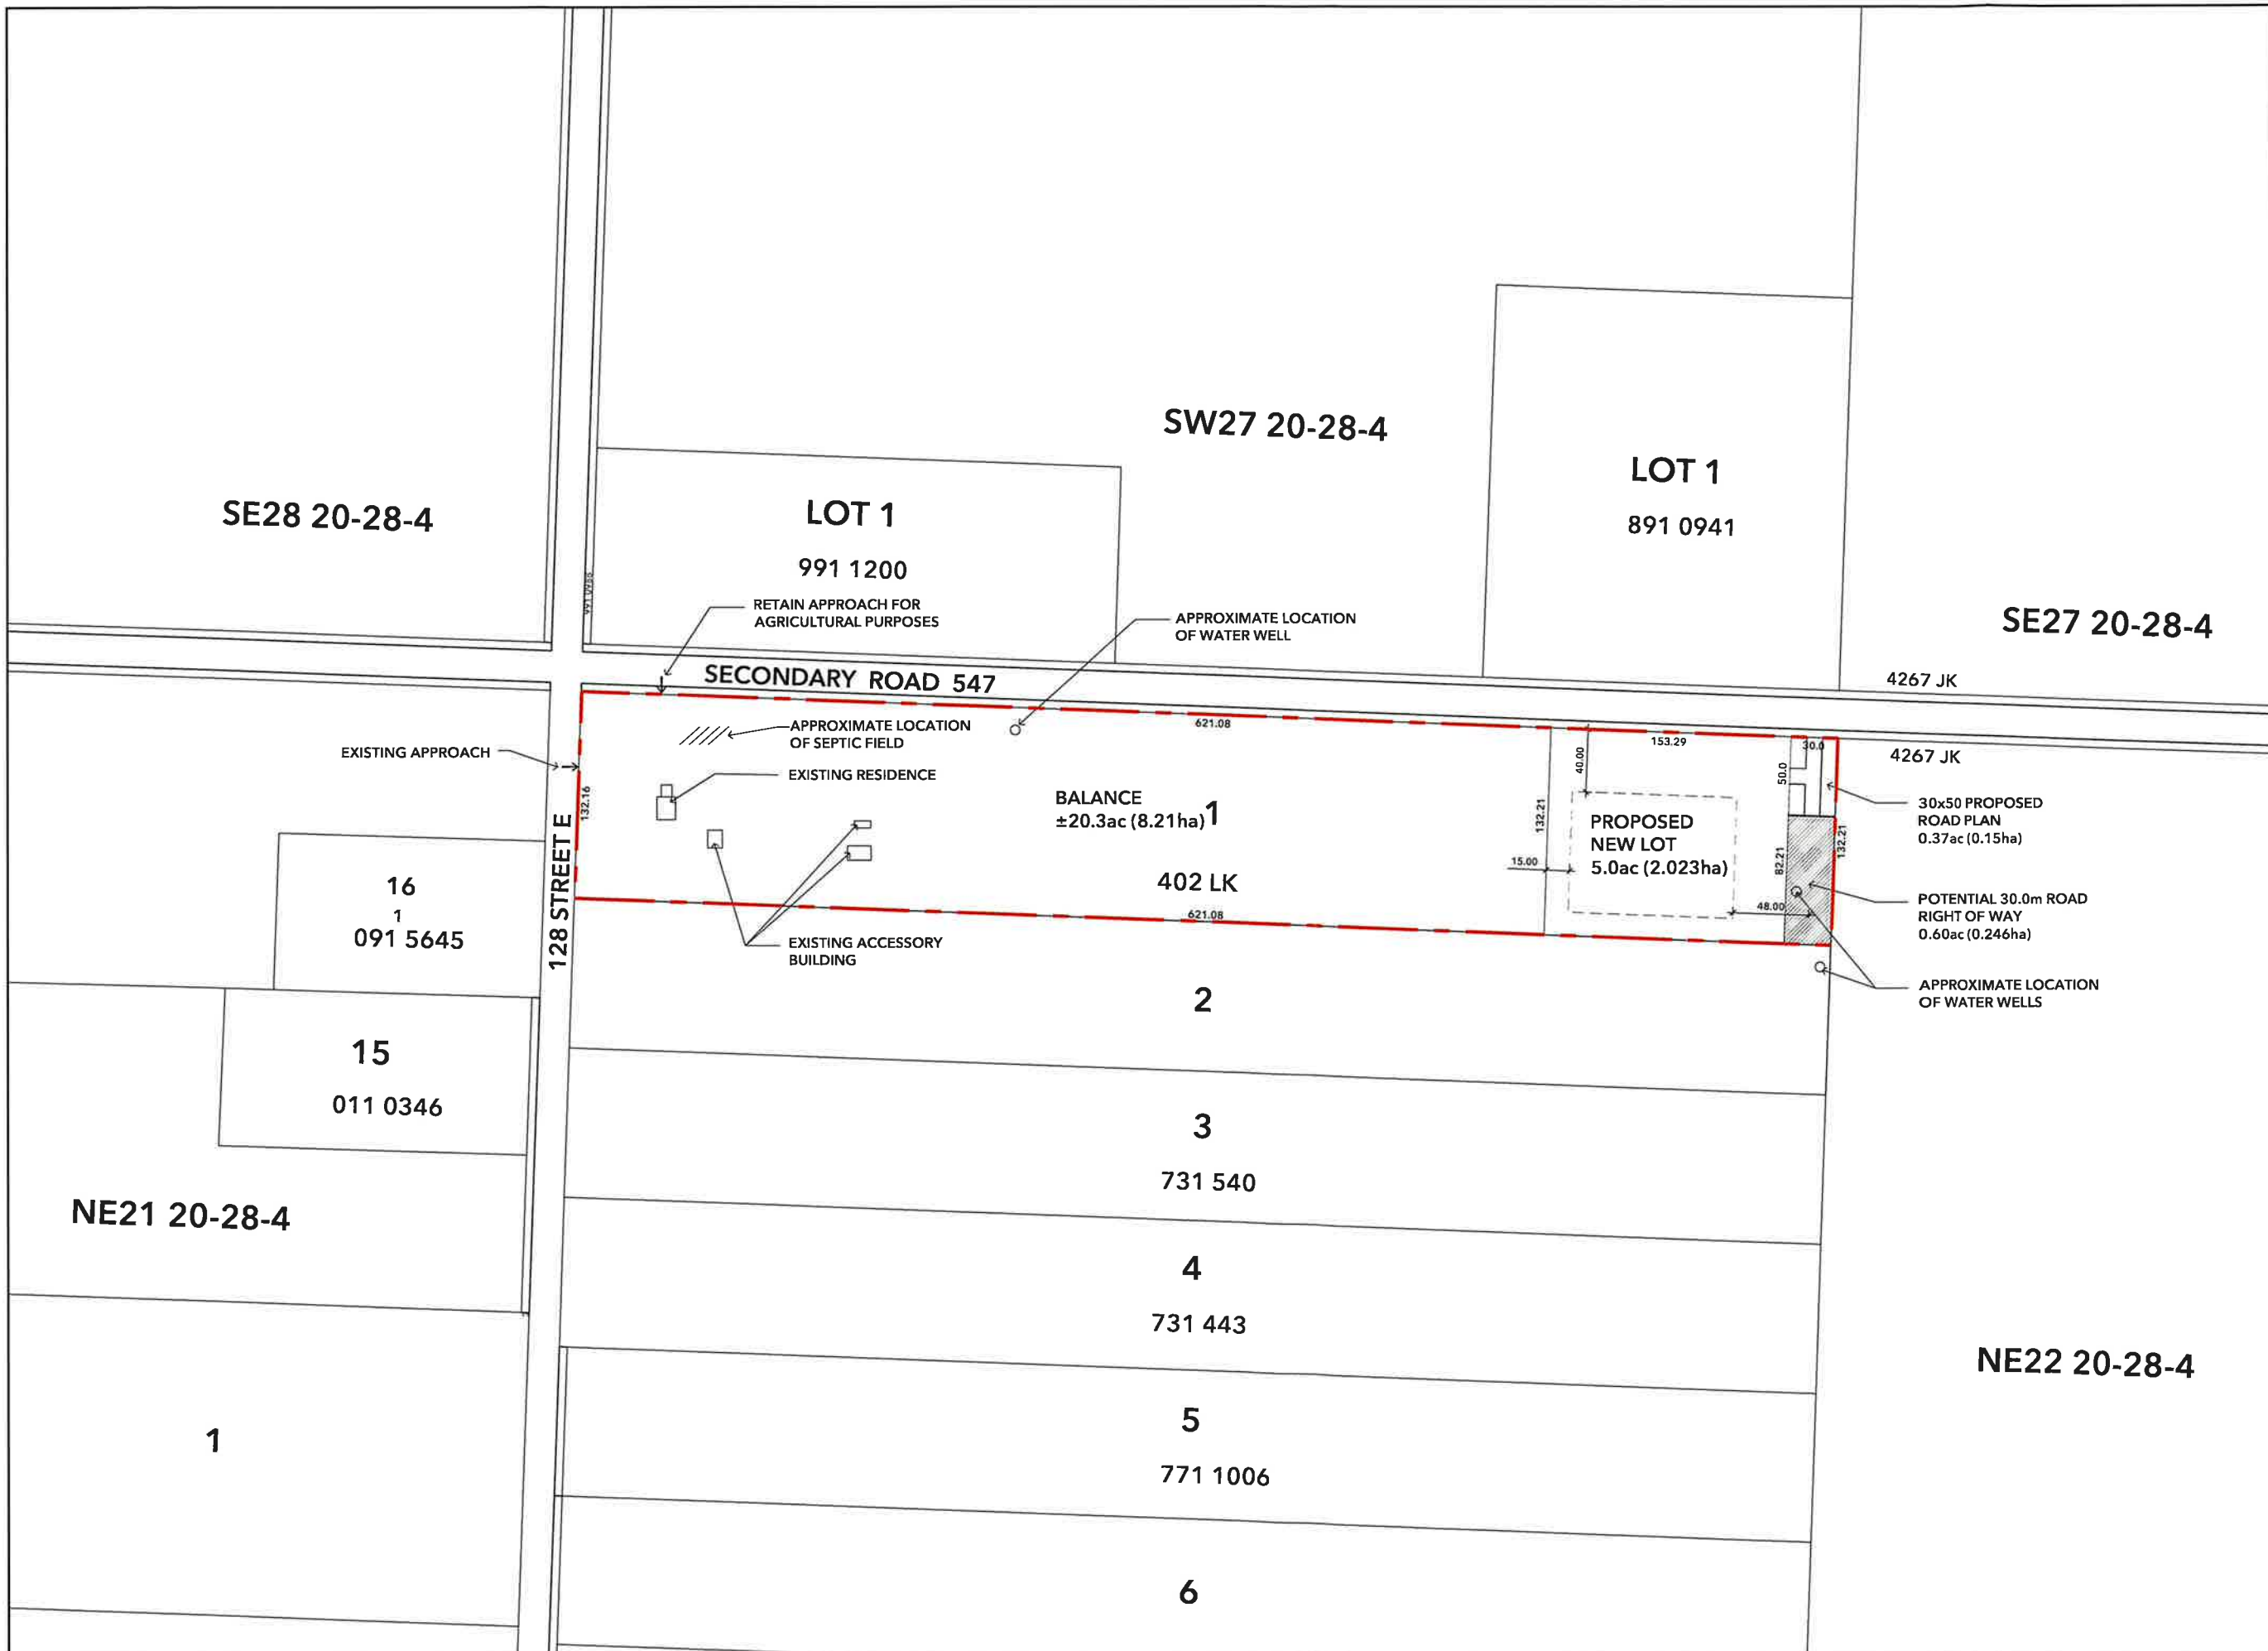 SW27 20-28-4
LOT 1
891 0941
SE28 20-28-4
LOT 1
991 1200
RETAIN APPROACH FOR
AGRICULTURAL PURPOSES
APPROXIMATE LOCATION
OF WATER WELL
SE27 20-28-4
SECONDARY ROAD 547
4267 JK
4267 JK
621.08
153.29
30.0
EXISTING APPROACH
APPROXIMATE LOCATION
OF SEPTIC FIELD
EXISTING RESIDENCE
132.16
40.00
50.0
BALANCE
±20.3ac (8.21ha)
1
132.21
PROPOSED
NEW LOT
5.0ac (2.023ha)
30x50 PROPOSED
ROAD PLAN
0.37ac (0.15ha)
132.21
82.21
15.00
402 LK
48.00
621.08
POTENTIAL 30.0m ROAD
RIGHT OF WAY
0.60ac (0.246ha)
16
1
091 5645
128 STREET E
EXISTING ACCESSORY
BUILDING
APPROXIMATE LOCATION
OF WATER WELLS
2
15
011 0346
3
731 540
NE21 20-28-4
4
731 443
NE22 20-28-4
1
5
771 1006
6